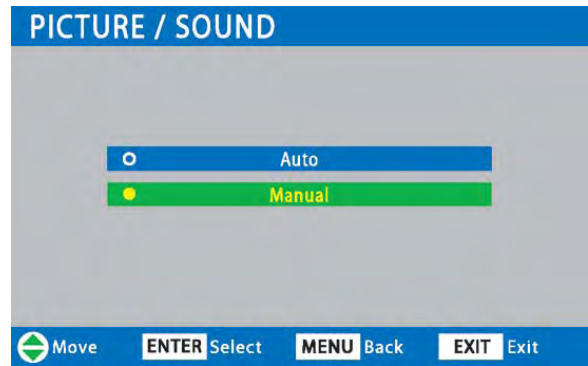 PICTURE / SOUND
Auto
Manual
Move ENTER Select MENU Back EXIT Exit